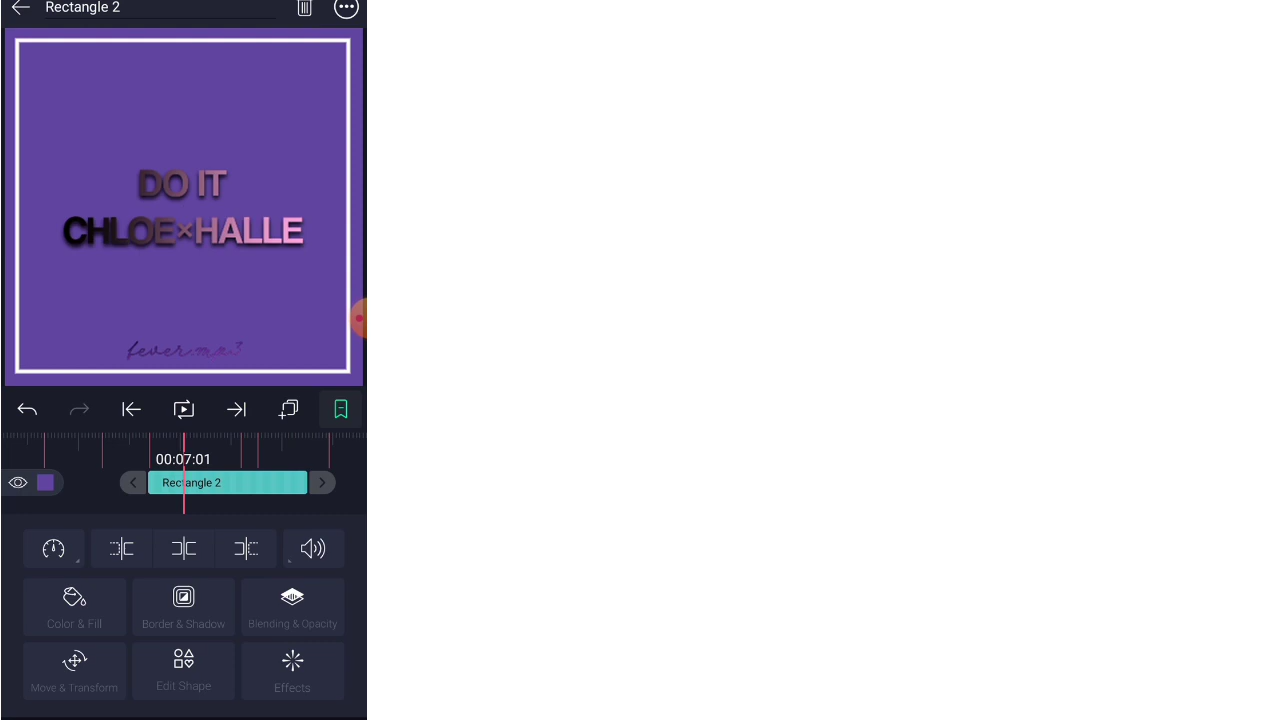 Rectangle 2
DO IT
CHLOE×HALLE
00:07:01
Rectangle 2
Color & Fill
Border & Shadow
Blending & Opacity
Move & Transform
Edit Shape
Effects